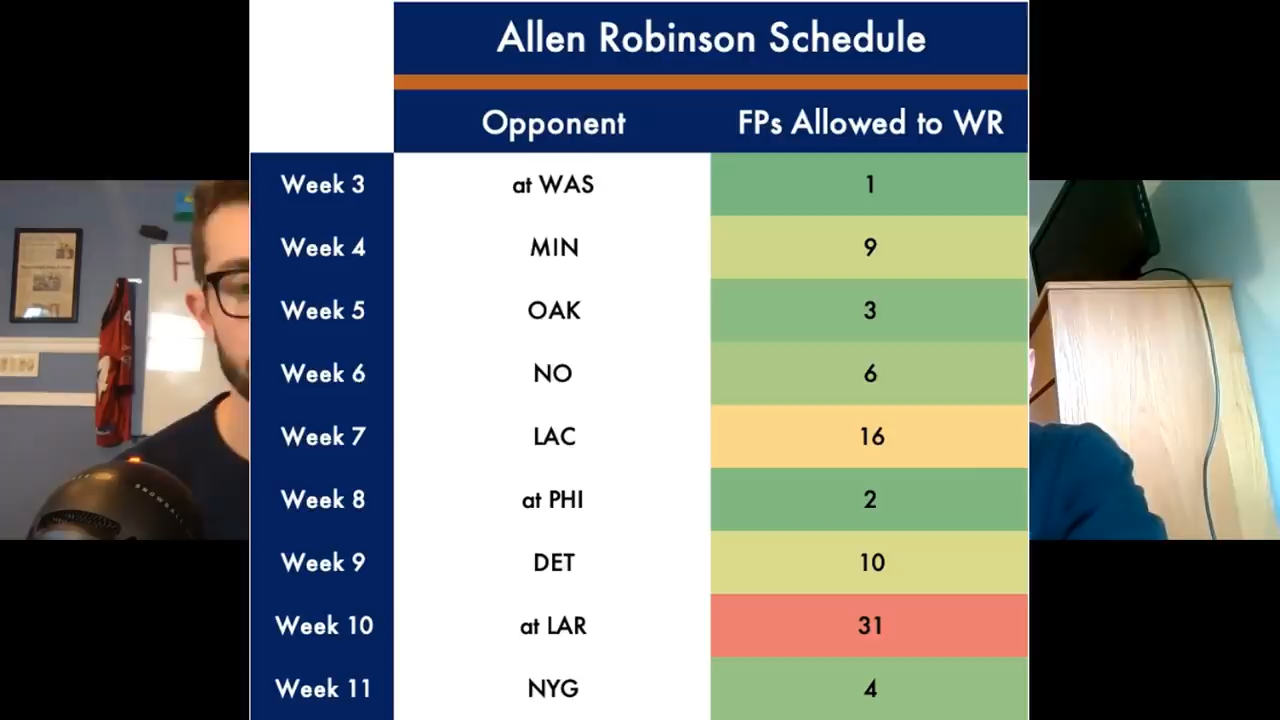 Allen Robinson Schedule
Opponent FPs Allowed to WR
Week 3 at WAS 1
Week 4 MIN 9
Week 5 OAK 3
Week 6 NO 6
Week 7 LAC 16
Week 8 at PHI 2
Week 9 DET 10
Week 10 at LAR 31
Week 11 NYG 4
F
SNOWBALL